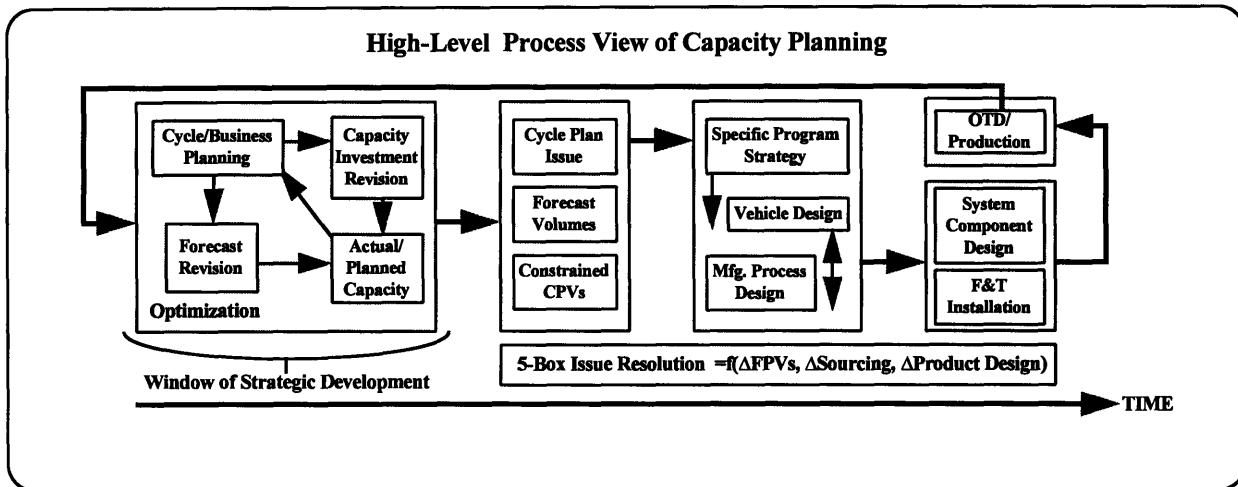 High-Level Process View of Capacity Planning
Cycle/Business
Planning
Capacity
Investment
Revision
Forecast
Revision
Actual/
Planned
Capacity
Optimization
Window of Strategic Development
Cycle Plan
Issue
Forecast
Volumes
Constrained
CPVs
Specific Program
Strategy
Vehicle Design
Mfg. Process
Design
OTD/
Production
System
Component
Design
F&T
Installation
5-Box Issue Resolution =f(ΔFPVs, ΔSourcing, ΔProduct Design)
TIME